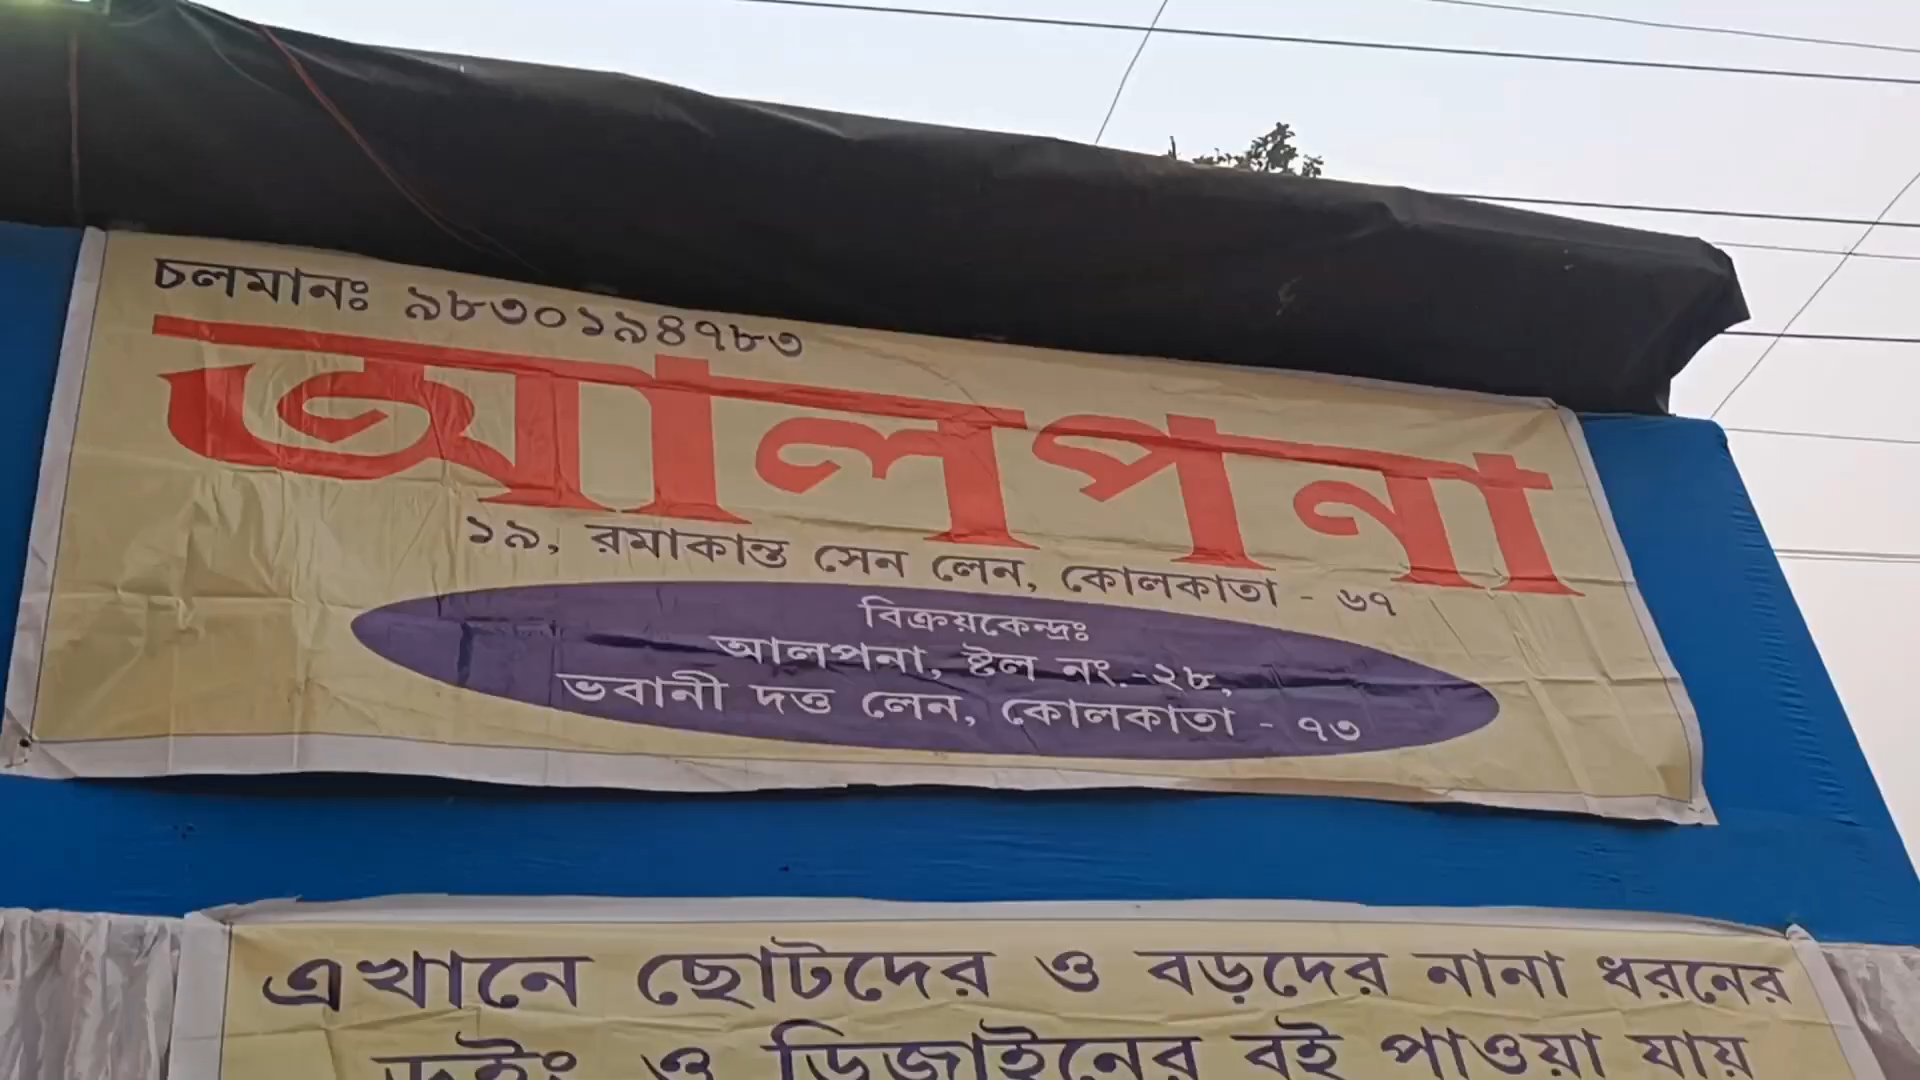 চলমানঃ ৯৮৩০১৯৪৭৮৩
আলপনা
১৯, রমাকান্ত সেন লেন, কোলকাতা - ৬৭
বিক্রয়কেন্দ্রঃ
আলপনা, ষ্টল নং.-২৮,
ভবানী দত্ত লেন, কোলকাতা - ৭৩
এখানে ছোটদের ও বড়দের নানা ধরনের
ড্রইং ও ডিজাইনের বই পাওয়া যায়